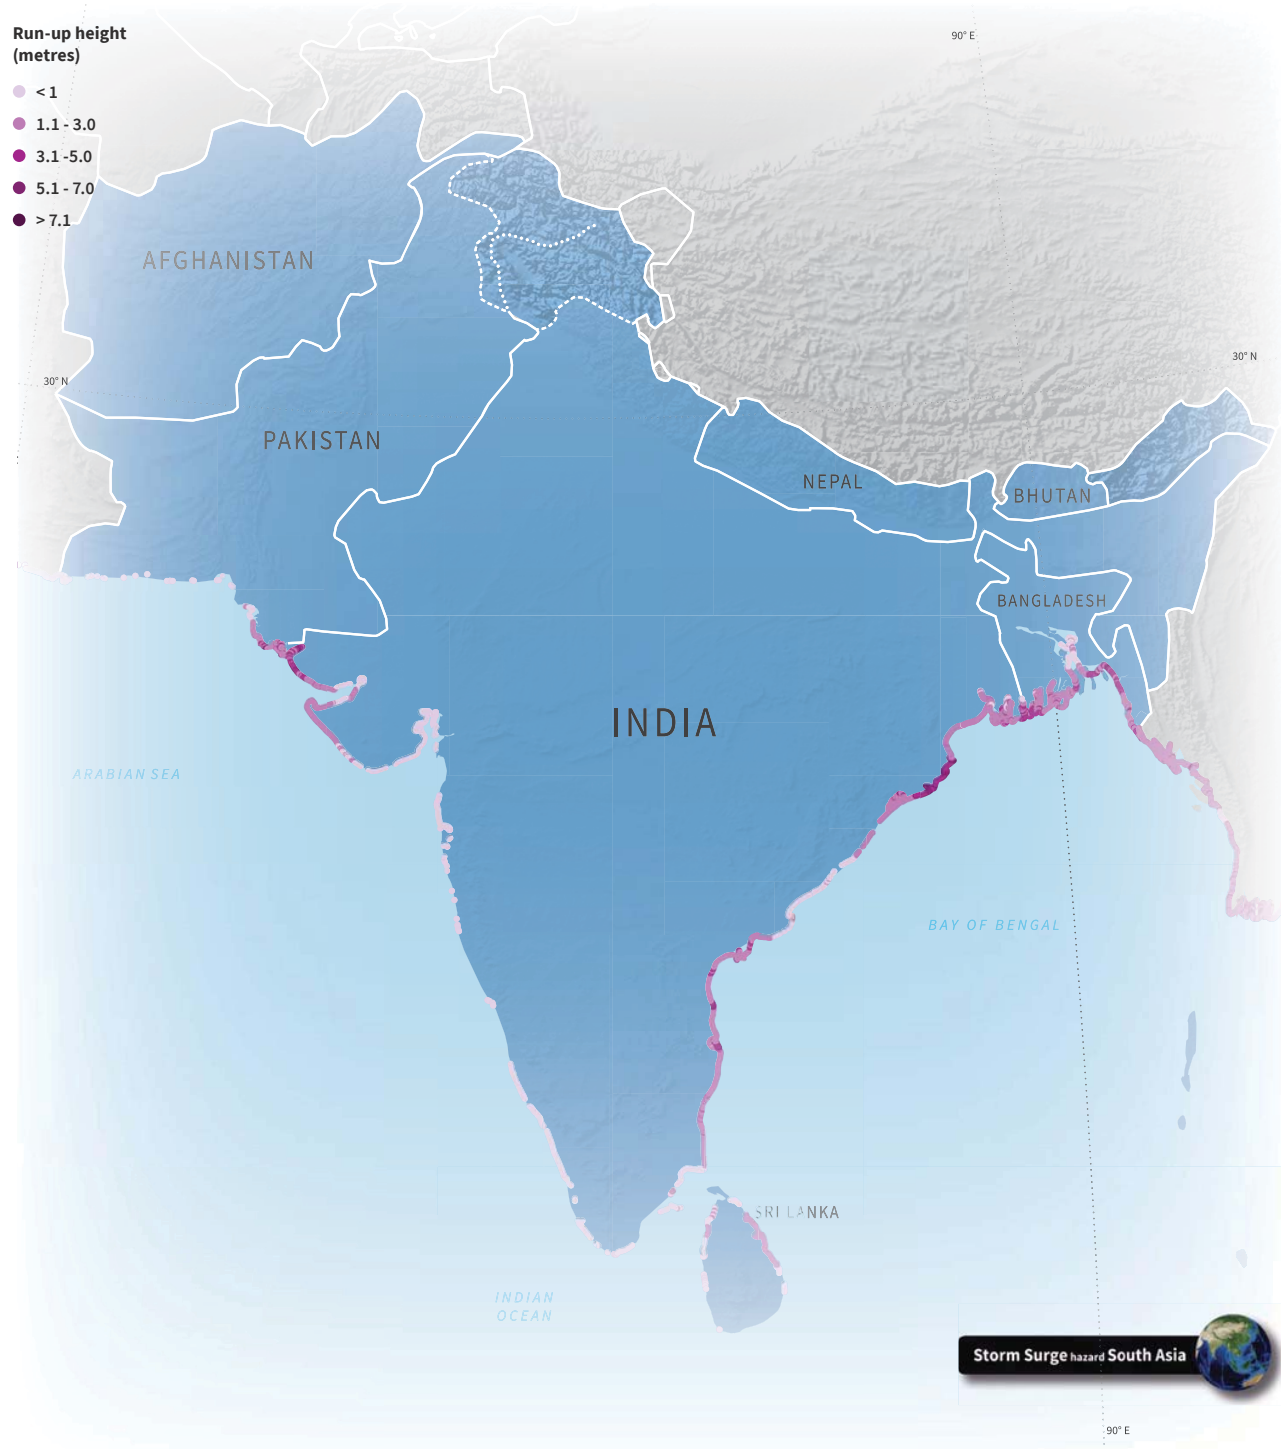 Run-up height
(metres)
< 1
1.1 - 3.0
3.1 -5.0
5.1 - 7.0
> 7.1
90° E
AFGHANISTAN
30° N
30° N
PAKISTAN
NEPAL
BHUTAN
BANGLADESH
INDIA
ARABIAN SEA
BAY OF BENGAL
SRI LANKA
INDIAN
OCEAN
Storm Surge hazard South Asia
90° E